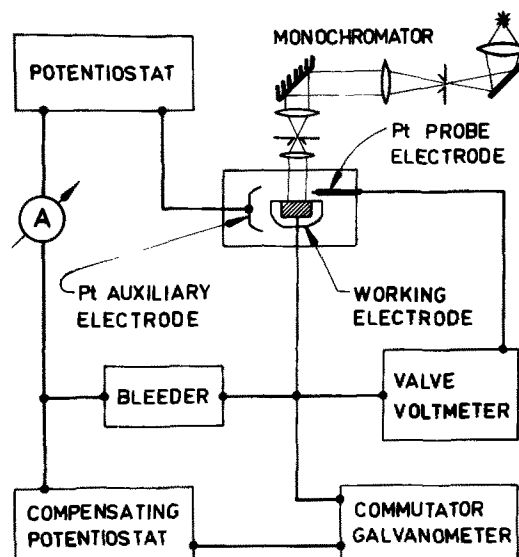 MONOCHROMATOR
POTENTIOSTAT
Pt PROBE
ELECTRODE
A
Pt AUXILIARY
ELECTRODE
WORKING
ELECTRODE
BLEEDER
VALVE
VOLTMETER
COMPENSATING
POTENTIOSTAT
COMMUTATOR
GALVANOMETER